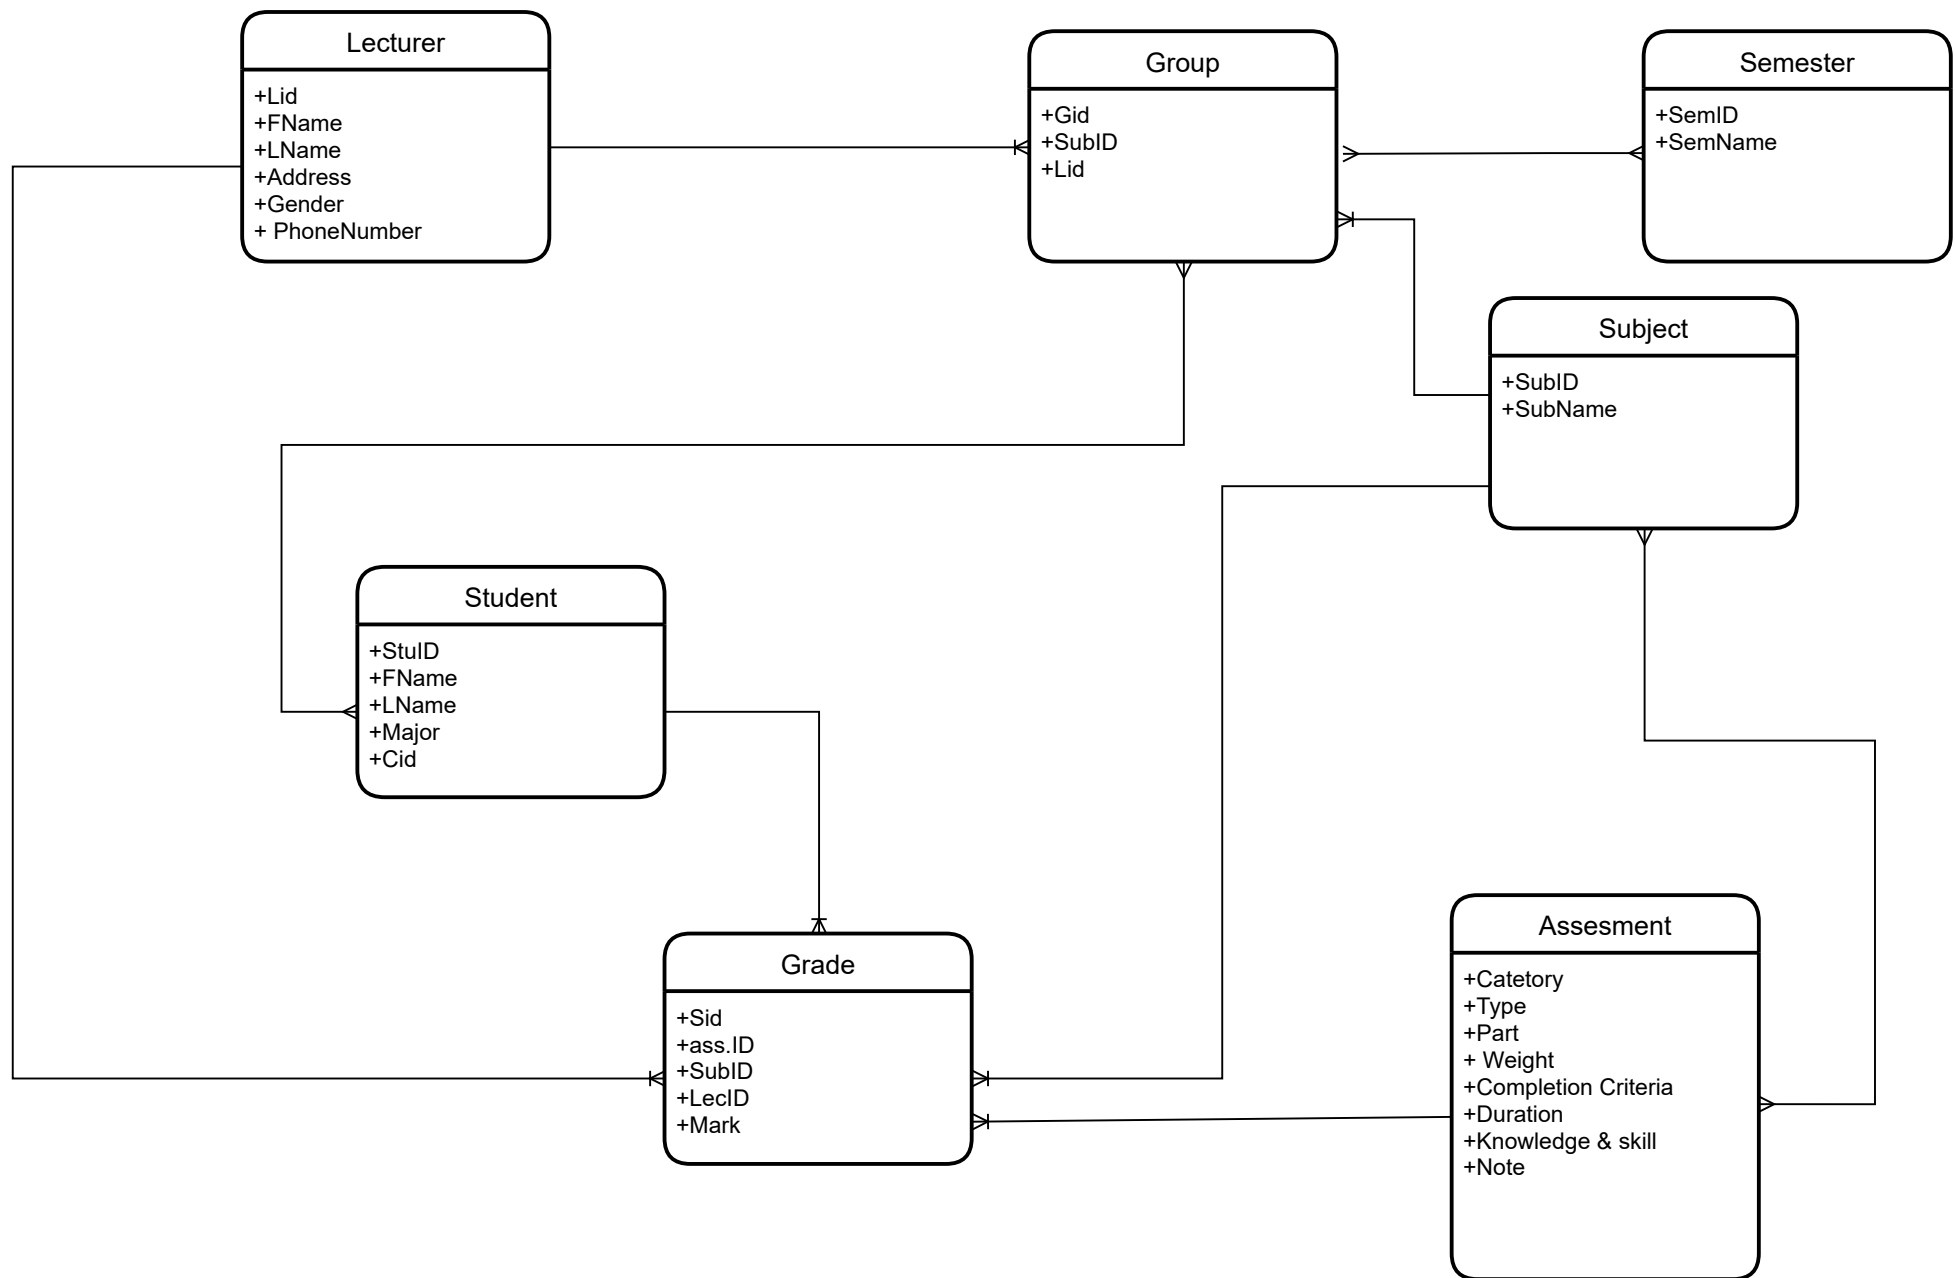 Lecturer
+Lid
+FName
+LName
+Address
+Gender
+ PhoneNumber
Group
+Gid
+SubID
+Lid
Semester
+SemID
+SemName
Subject
+SubID
+SubName
Student
+StuID
+FName
+LName
+Major
+Cid
Grade
+Sid
+ass.ID
+SubID
+LecID
+Mark
Assesment
+Catetory
+Type
+Part
+ Weight
+Completion Criteria
+Duration
+Knowledge & skill
+Note